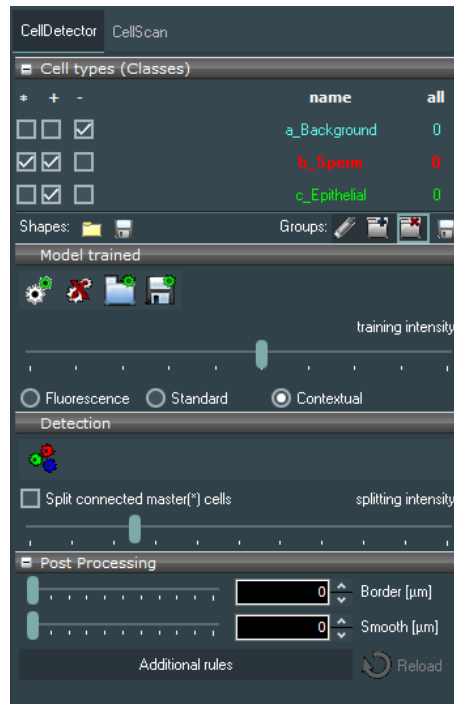 CellDetector CellScan
Cell types (Classes)
* + - name all
a_Background 0
b_Sperm 0
c_Epithelial 0
Shapes: Groups:
Model trained
training intensity
Fluorescence Standard Contextual
Detection
Split connected master(*) cells splitting intensity
Post Processing
0 Border [µm]
0 Smooth [µm]
Additional rules Reload